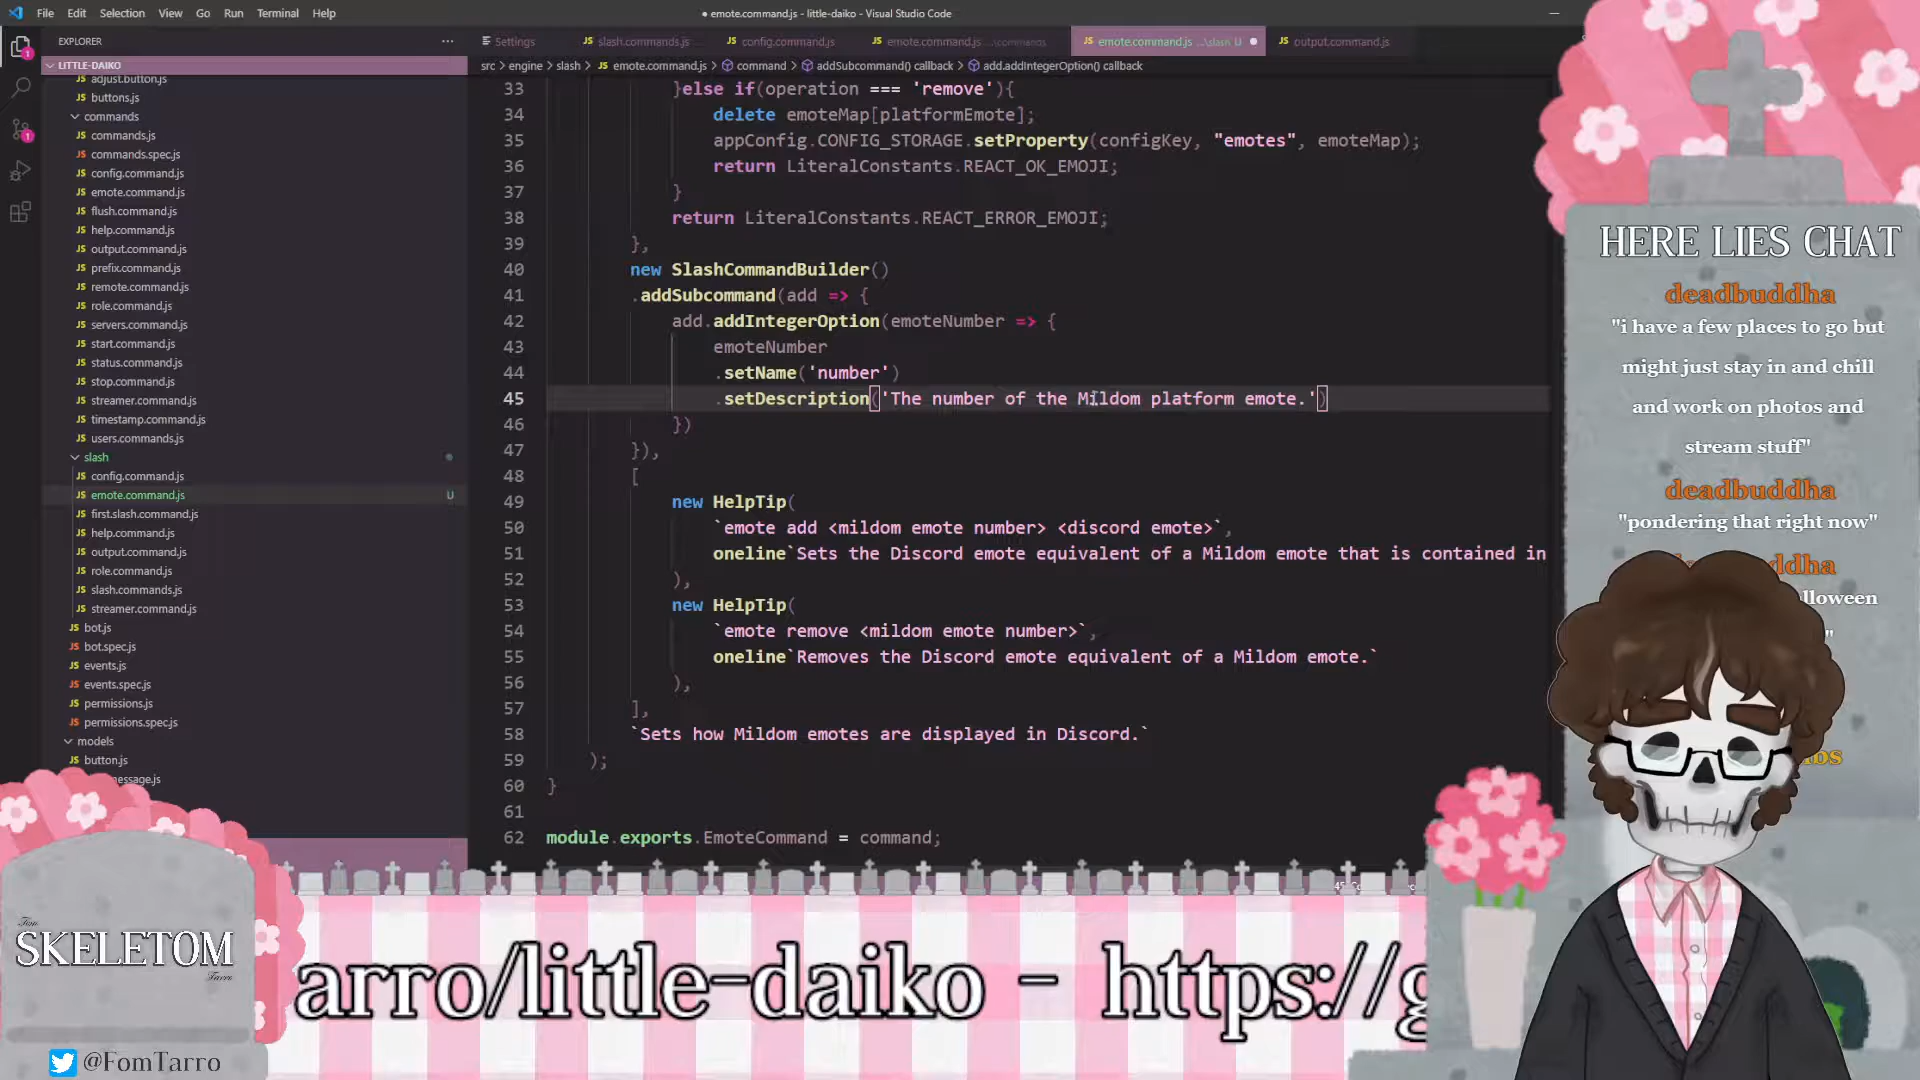 File Edit Selection View Go Run Terminal Help
● emote.command.js - little-daiko - Visual Studio Code
EXPLORER
Settings
slash.commands.js
config.command.js
emote.command.js ...\commands
emote.command.js ...\slash U
output.command.js
LITTLE-DAIKO
src > engine > slash > JS emote.command.js > command > addSubcommand() callback > add.addIntegerOption() callback
adjust.button.js
buttons.js
commands
commands.js
commands.spec.js
config.command.js
emote.command.js
flush.command.js
help.command.js
output.command.js
prefix.command.js
remote.command.js
role.command.js
servers.command.js
start.command.js
status.command.js
stop.command.js
streamer.command.js
timestamp.command.js
users.command.js
slash
config.command.js
emote.command.js U
first.slash.command.js
help.command.js
output.command.js
role.command.js
slash.commands.js
streamer.command.js
bot.js
bot.spec.js
events.js
events.spec.js
permissions.js
permissions.spec.js
models
button.js
essage.js
33 }else if(operation === 'remove'){
34 delete emoteMap[platformEmote];
35 appConfig.CONFIG_STORAGE.setProperty(configKey, "emotes", emoteMap);
36 return LiteralConstants.REACT_OK_EMOJI;
37 }
38 return LiteralConstants.REACT_ERROR_EMOJI;
39 },
40 new SlashCommandBuilder()
41 .addSubcommand(add => {
42 add.addIntegerOption(emoteNumber => {
43 emoteNumber
44 .setName('number')
45 .setDescription('The number of the Mildom platform emote.')
46 })
47 }),
48 [
49 new HelpTip(
50 `emote add <mildom emote number> <discord emote>`,
51 oneline`Sets the Discord emote equivalent of a Mildom emote that is contained in
52 ),
53 new HelpTip(
54 `emote remove <mildom emote number>`,
55 oneline`Removes the Discord emote equivalent of a Mildom emote.`
56 ),
57 ],
58 `Sets how Mildom emotes are displayed in Discord.`
59 );
60 }
61
62 module.exports.EmoteCommand = command;
HERE LIES CHAT
deadbuddha
"i have a few places to go but
might just stay in and chill
and work on photos and
stream stuff"
deadbuddha
"pondering that right now"
ddha
lloween
"
Fom
SKELETOM
Tarro
@FomTarro
arro/little-daiko - https://g